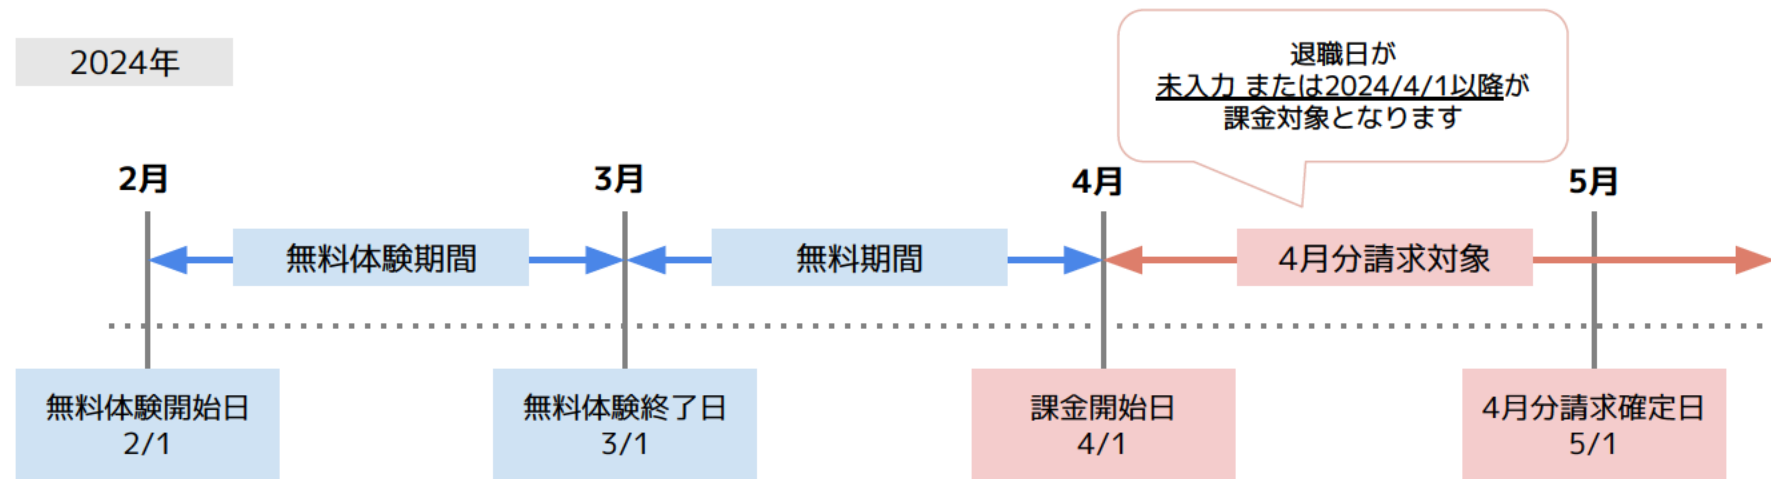 2024年
退職日が
未入力 または2024/4/1以降が
課金対象となります
2月
3月
4月
5月
無料体験期間
無料期間
4月分請求対象
無料体験開始日
2/1
無料体験終了日
3/1
課金開始日
4/1
4月分請求確定日
5/1